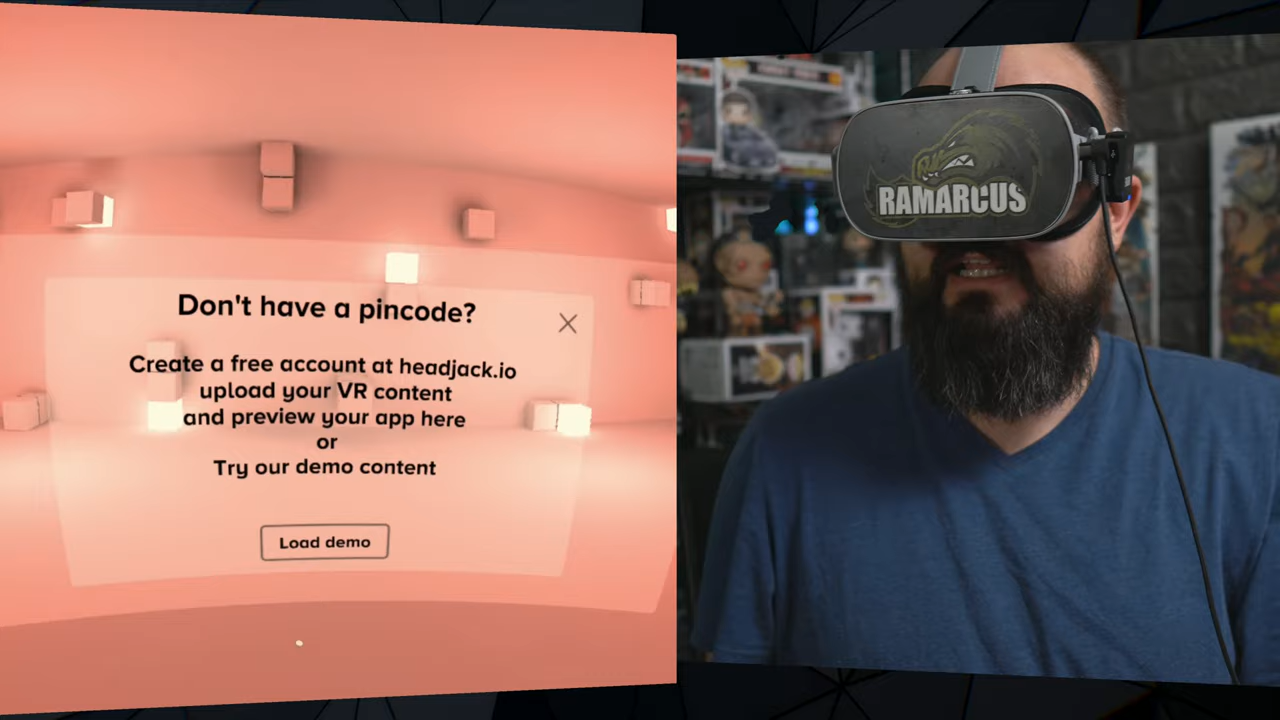 Don't have a pincode?
Create a free account at headjack.io
upload your VR content
and preview your app here
or
Try our demo content
Load demo
RAMARCUS